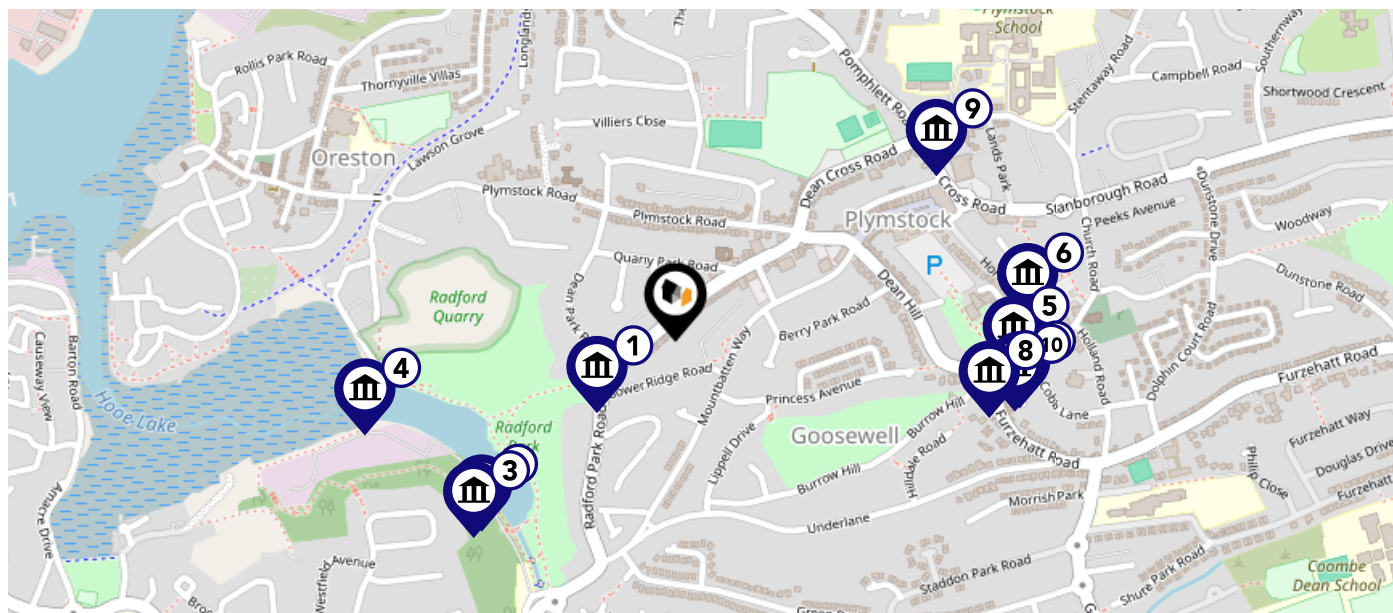 Plymstock
School
Rollis Park Road
Longlands
Thornyville Villas
Pomphlett Road
Stentaway Road
Southernway
Campbell Road
Shortwood Crescent
Villiers Close
9
Oreston
Lawson Grove
Lands Park
Dean Cross Road
Plymstock Road
Plymstock Road
Cross Road
Stanborough Road
Dunstone Drive
Peeks Avenue
Woodway
Plymstock
Church Road
Quarry Park Road
P
6
Dean Park R
Dean Hill
Dunstone Road
Radford
Quarry
5
Berry Park Road
Causeway View
Barton Road
1
8
10
Holland Road
Dolphin Court Road
Furzehatt Road
4
Lower Ridge Road
Mountbatten Way
Princess Avenue
Cobb Lane
Hooe Lake
Radford
Park
Goosewell
Burrow Hill
Furzehatt Road
Furzehatt Way
Lippell Drive
3
Radford Park Road
Burrow Hill
Philip Close
Douglas Drive
Furzehatt
Amacre Drive
Morrish Park
Underlane
Westfield
Avenue
Staddon Park Road
Shute Park Road
Coombe
Dean School